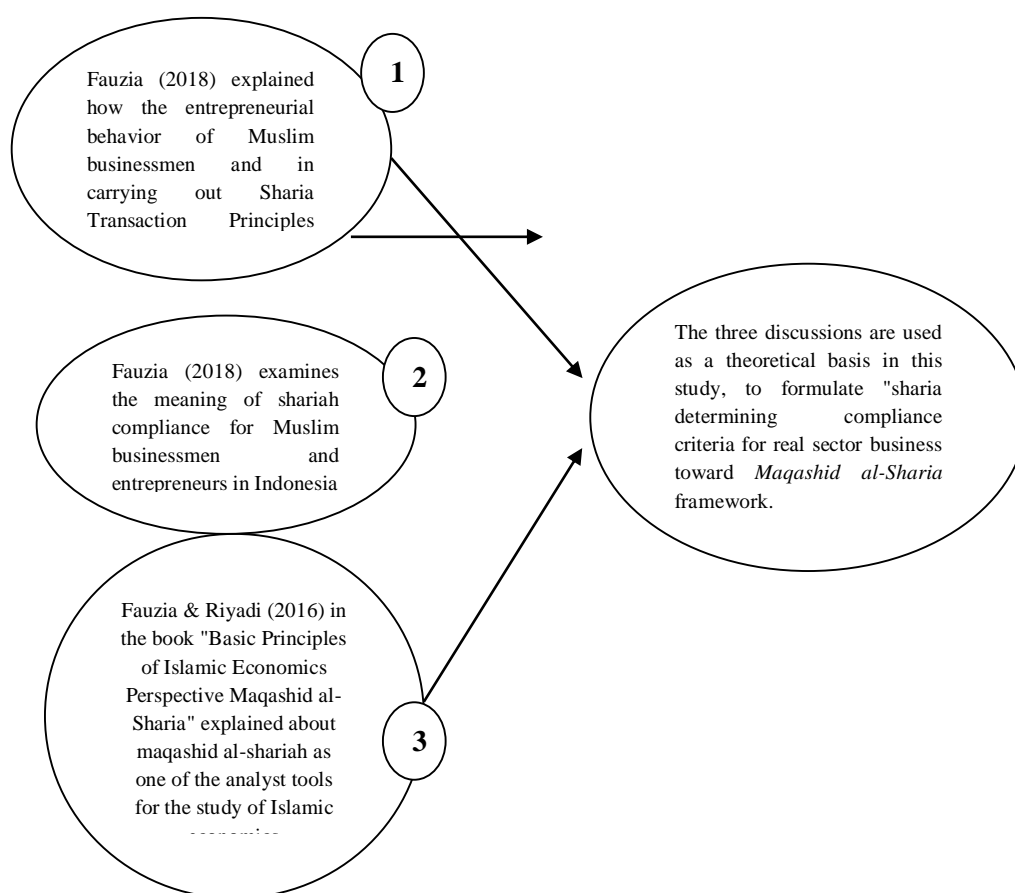 1
Fauzia (2018) explained
how the entrepreneurial
behavior of Muslim
businessmen and in
carrying out Sharia
Transaction Principles
2
Fauzia (2018) examines
the meaning of shariah
compliance for Muslim
businessmen and
entrepreneurs in Indonesia
3
Fauzia & Riyadi (2016) in
the book "Basic Principles
of Islamic Economics
Perspective Maqashid al-
Sharia" explained about
maqashid al-shariah as
one of the analyst tools
for the study of Islamic
The three discussions are used
as a theoretical basis in this
study, to formulate "sharia
determining compliance
criteria for real sector business
toward Maqashid al-Sharia
framework.